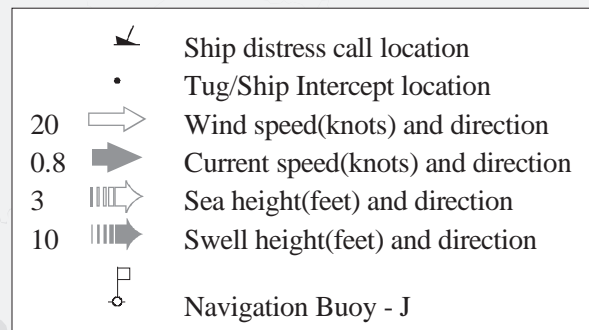 Ship distress call location
Tug/Ship Intercept location
20 Wind speed(knots) and direction
0.8 Current speed(knots) and direction
3 Sea height(feet) and direction
10 Swell height(feet) and direction
Navigation Buoy - J